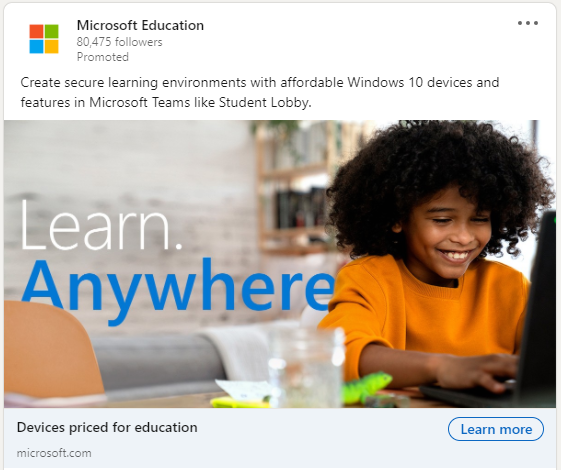 Microsoft Education
80,475 followers
Promoted
Create secure learning environments with affordable Windows 10 devices and
features in Microsoft Teams like Student Lobby.
Learn.
Anywhere
Devices priced for education
Learn more
microsoft.com